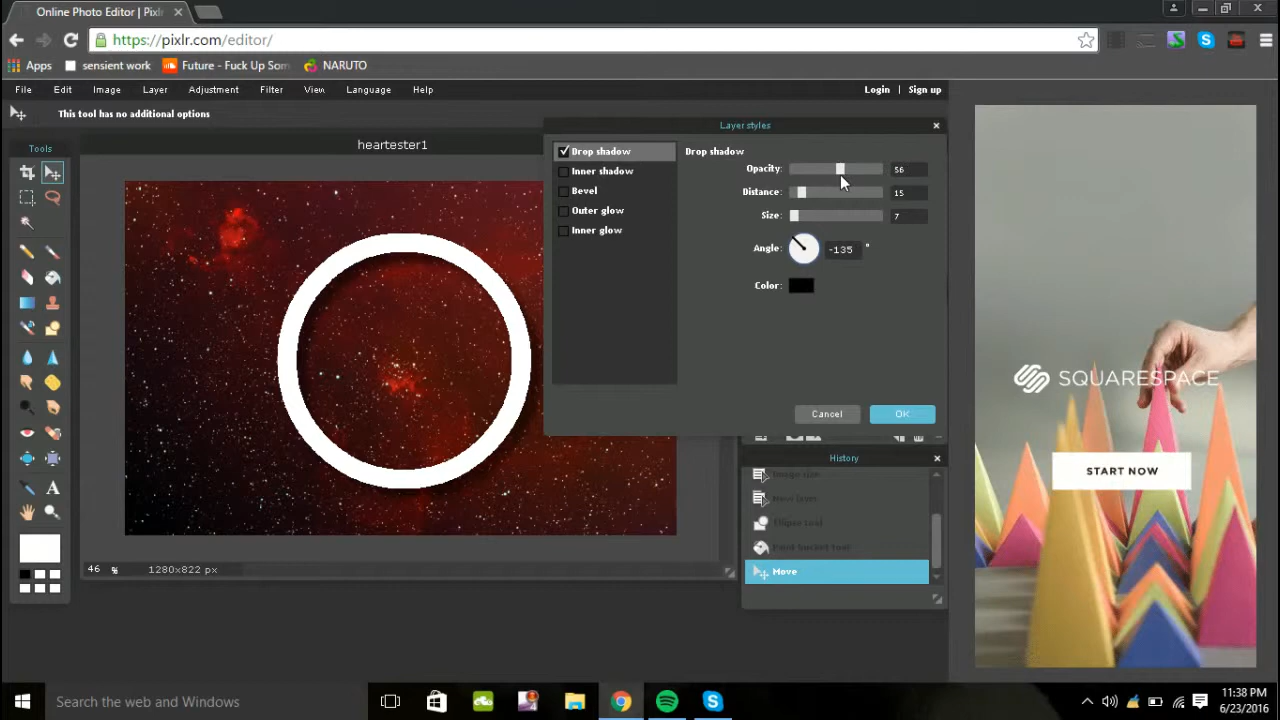 Online Photo Editor | Pixlr
https://pixlr.com/editor/
Apps
sensient work
Future - Fuck Up Som
NARUTO
File Edit Image Layer Adjustment Filter View Language Help
Login | Sign up
This tool has no additional options
Tools
heartester1
Layer styles
Drop shadow
Inner shadow
Bevel
Outer glow
Inner glow
Drop shadow
Opacity: 56
Distance: 15
Size: 7
Angle: -135 °
Color:
Cancel OK
History
Image size
New layer
Ellipse tool
Paint bucket tool
Move
46 % 1280x822 px
SQUARESPACE
START NOW
Search the web and Windows
11:38 PM
6/23/2016